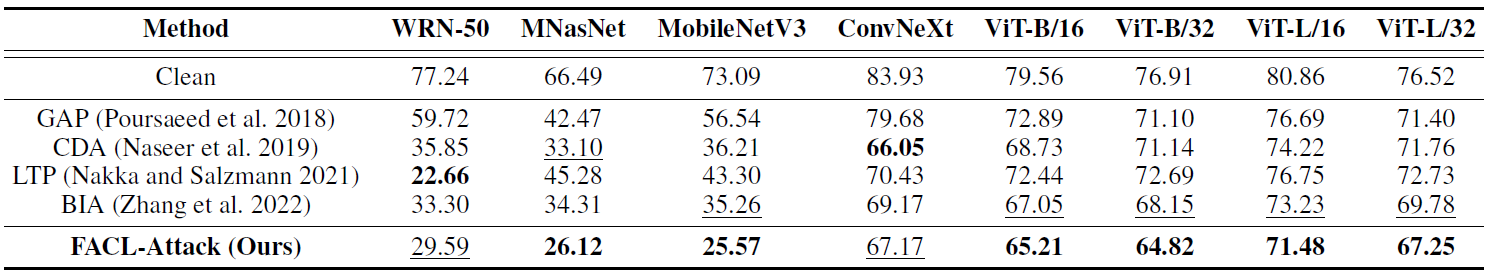 Method WRN-50 MNasNet MobileNetV3 ConvNeXt ViT-B/16 ViT-B/32 ViT-L/16 ViT-L/32
Clean 77.24 66.49 73.09 83.93 79.56 76.91 80.86 76.52
GAP (Poursaeed et al. 2018) 59.72 42.47 56.54 79.68 72.89 71.10 76.69 71.40
CDA (Naseer et al. 2019) 35.85 33.10 36.21 66.05 68.73 71.14 74.22 71.76
LTP (Nakka and Salzmann 2021) 22.66 45.28 43.30 70.43 72.44 72.69 76.75 72.73
BIA (Zhang et al. 2022) 33.30 34.31 35.26 69.17 67.05 68.15 73.23 69.78
FACL-Attack (Ours) 29.59 26.12 25.57 67.17 65.21 64.82 71.48 67.25